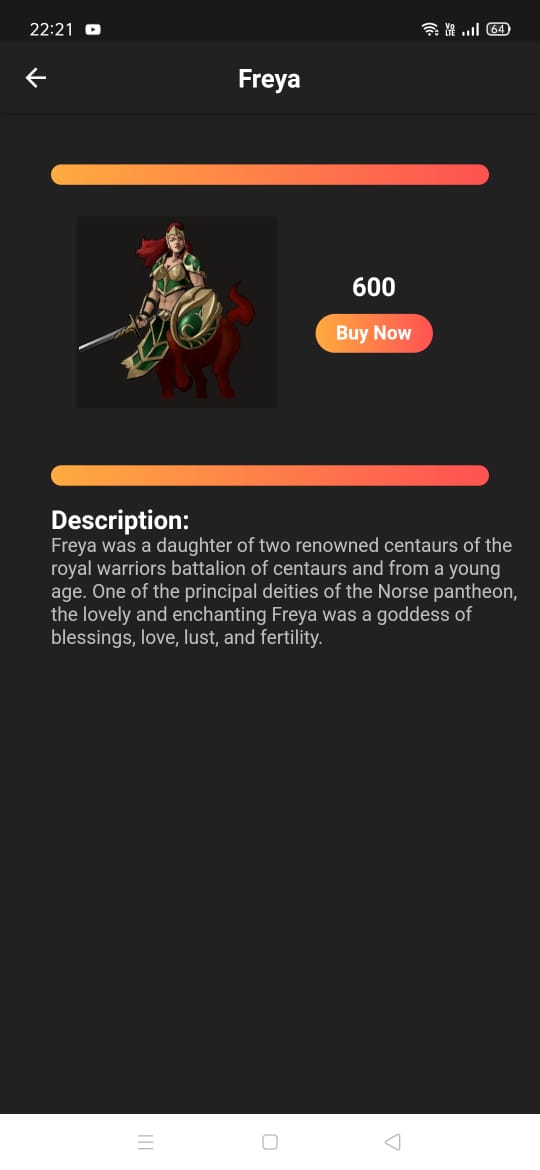 22:21
Vo
LTE
64
Freya
600
Buy Now
Description:
Freya was a daughter of two renowned centaurs of the
royal warriors battalion of centaurs and from a young
age. One of the principal deities of the Norse pantheon,
the lovely and enchanting Freya was a goddess of
blessings, love, lust, and fertility.